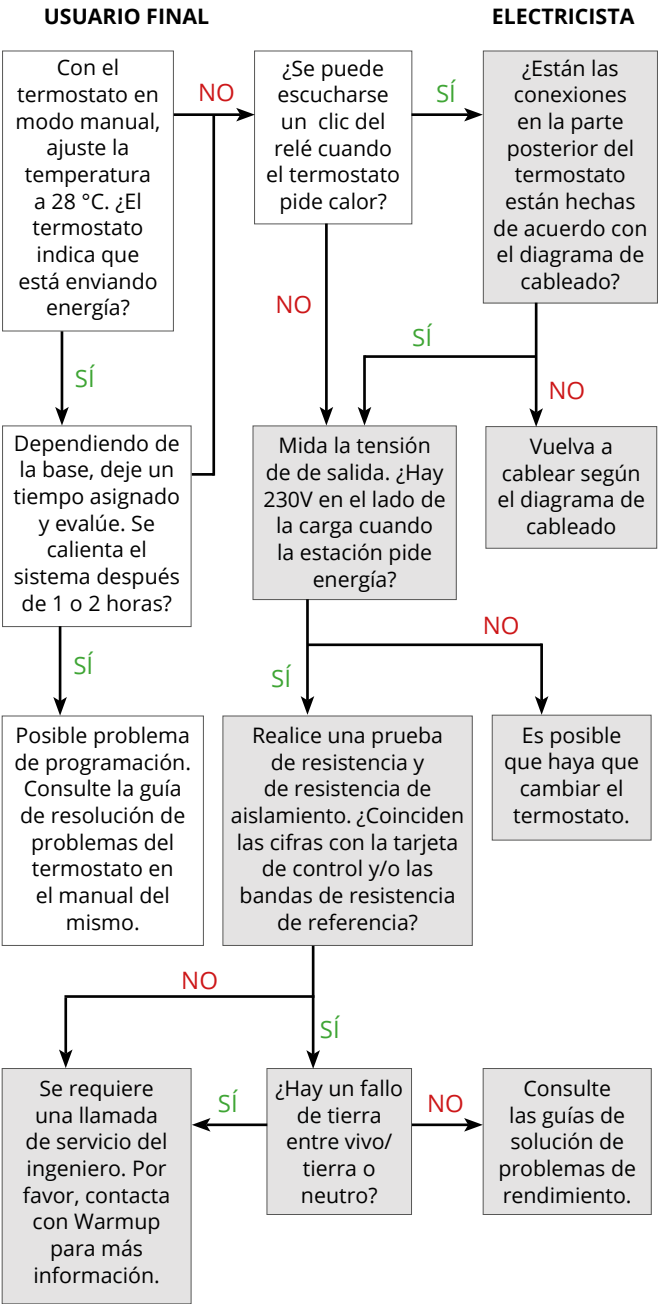 USUARIO FINAL
ELECTRICISTA
Con el
termostato en
modo manual,
ajuste la
temperatura
a 28 °C. ¿El
termostato
indica que
está enviando
energía?
NO
¿Se puede
escucharse
un clic del
relé cuando
el termostato
pide calor?
SÍ
¿Están las
conexiones
en la parte
posterior del
termostato
están hechas
de acuerdo con
el diagrama de
cableado?
SÍ
NO
SÍ
NO
Dependiendo de
la base, deje un
tiempo asignado
y evalúe. Se
calienta el
sistema después
de 1 o 2 horas?
Mida la tensión
de de salida. ¿Hay
230V en el lado de
la carga cuando
la estación pide
energía?
Vuelva a
cablear según
el diagrama de
cableado
SÍ
SÍ
NO
Posible problema
de programación.
Consulte la guía
de resolución de
problemas del
termostato en
el manual del
mismo.
Realice una prueba
de resistencia y
de resistencia de
aislamiento. ¿Coinciden
las cifras con la tarjeta
de control y/o las
bandas de resistencia
de referencia?
Es posible
que haya que
cambiar el
termostato.
NO
SÍ
Se requiere
una llamada
de servicio del
ingeniero. Por
favor, contacta
con Warmup
para más
información.
SÍ
¿Hay un fallo
de tierra
entre vivo/
tierra o
neutro?
NO
Consulte
las guías de
solución de
problemas de
rendimiento.